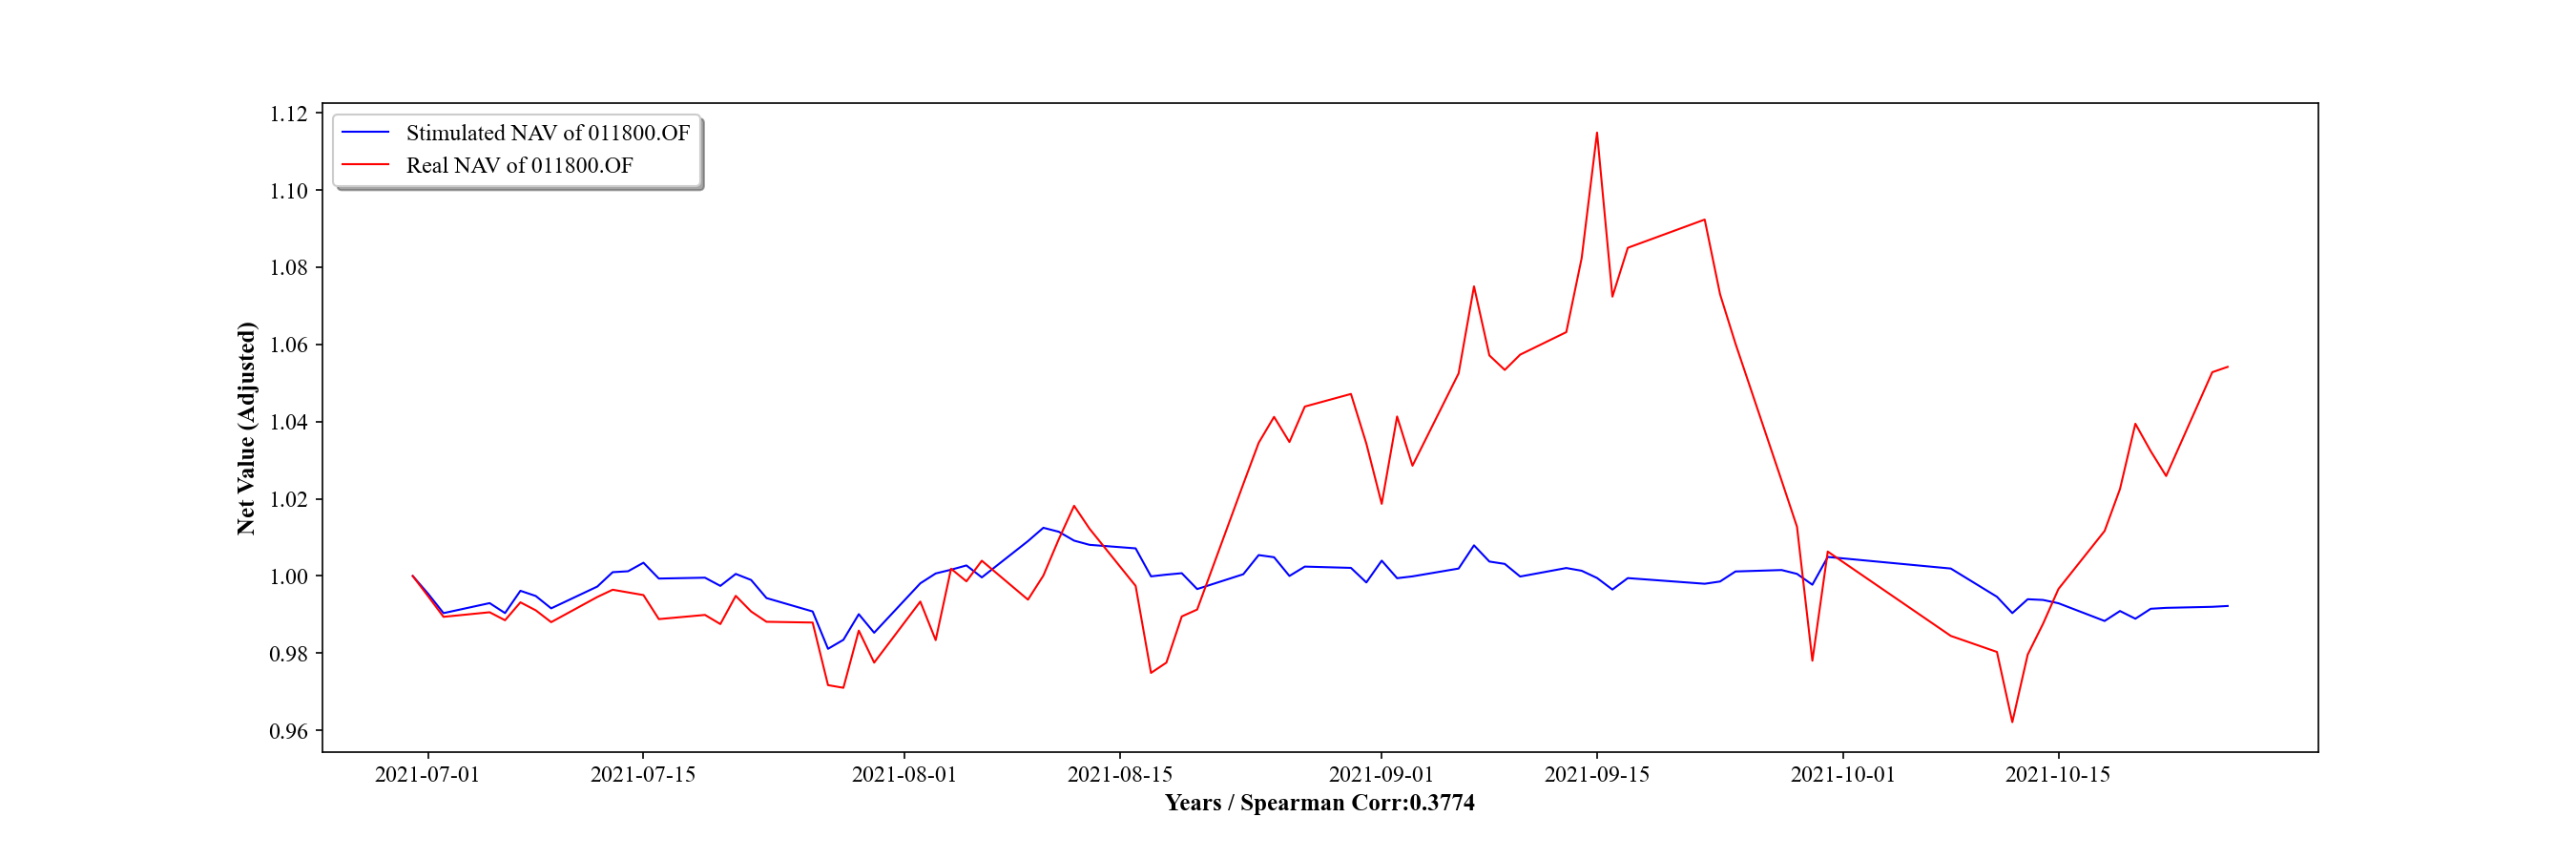 1.12
1.10
1.08
1.06
1.04
1.02
1.00
0.98
0.96
Net Value (Adjusted)
Stimulated NAV of 011800.OF
Real NAV of 011800.OF
2021-07-01 2021-07-15 2021-08-01 2021-08-15 2021-09-01 2021-09-15 2021-10-01 2021-10-15
Years / Spearman Corr:0.3774